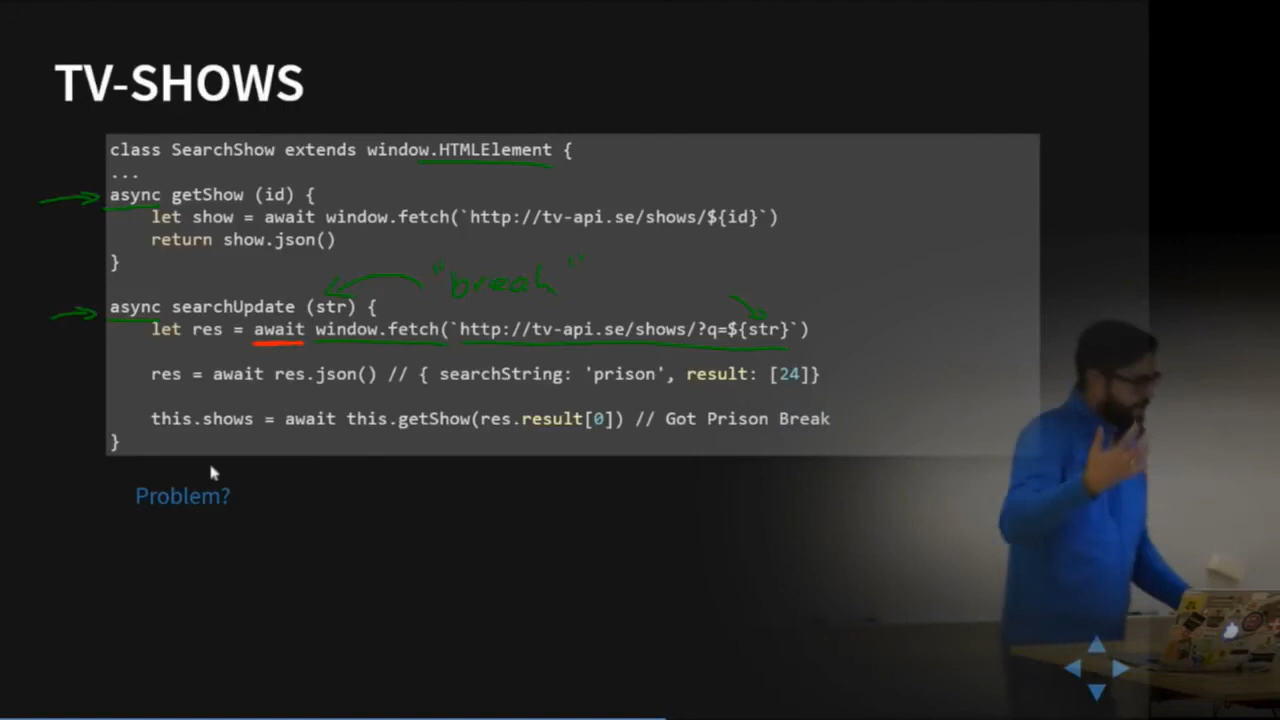 TV-SHOWS
class SearchShow extends window.HTMLElement {
...
async getShow (id) {
let show = await window.fetch(`http://tv-api.se/shows/${id}`)
return show.json()
}
"break"
async searchUpdate (str) {
let res = await window.fetch(`http://tv-api.se/shows/?q=${str}`)
res = await res.json() // { searchString: 'prison', result: [24]}
this.shows = await this.getShow(res.result[0]) // Got Prison Break
}
Problem?